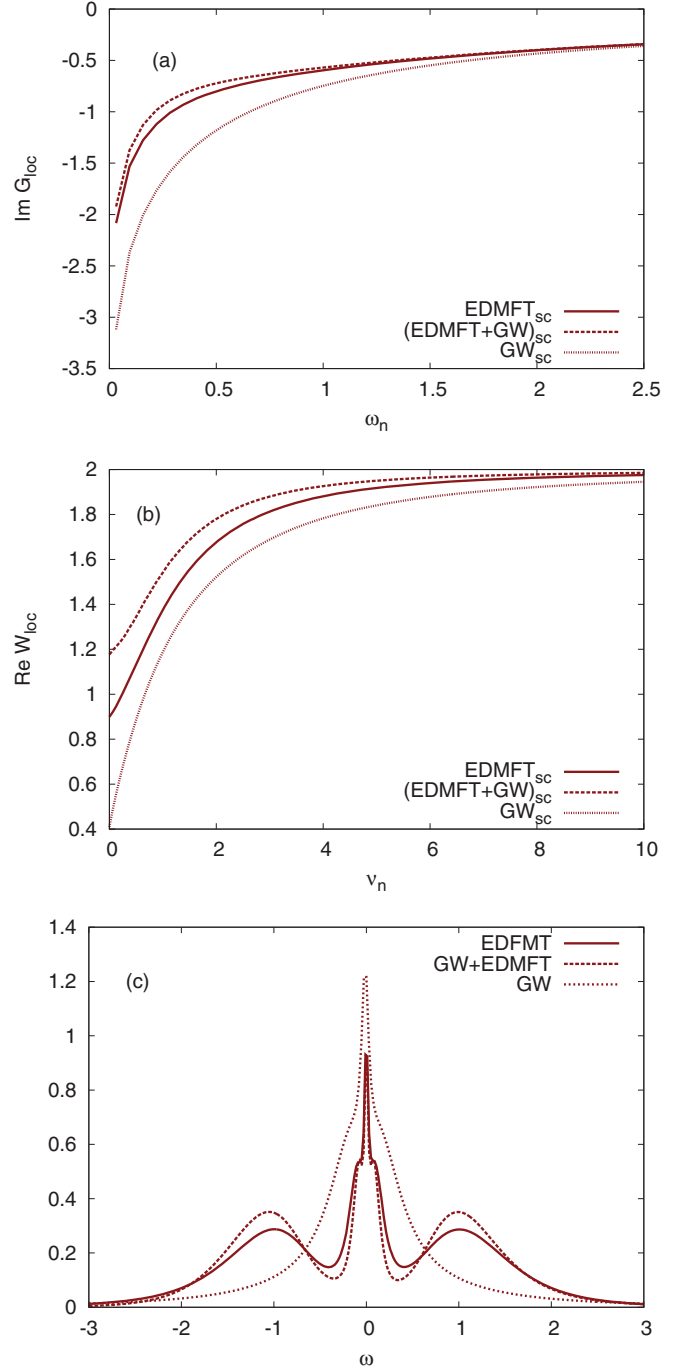 0
-0.5
-1
-1.5
-2
-2.5
-3
-3.5
(a)
Im G_loc
EDMFT_sc
(EDMFT+GW)_sc
GW_sc
0 0.5 1 1.5 2 2.5
ω_n
2
1.8
1.6
1.4
1.2
1
0.8
0.6
0.4
(b)
Re W_loc
EDMFT_sc
(EDMFT+GW)_sc
GW_sc
0 2 4 6 8 10
ν_n
1.4
1.2
1
0.8
0.6
0.4
0.2
0
(c)
EDFMT
GW+EDMFT
GW
-3 -2 -1 0 1 2 3
ω